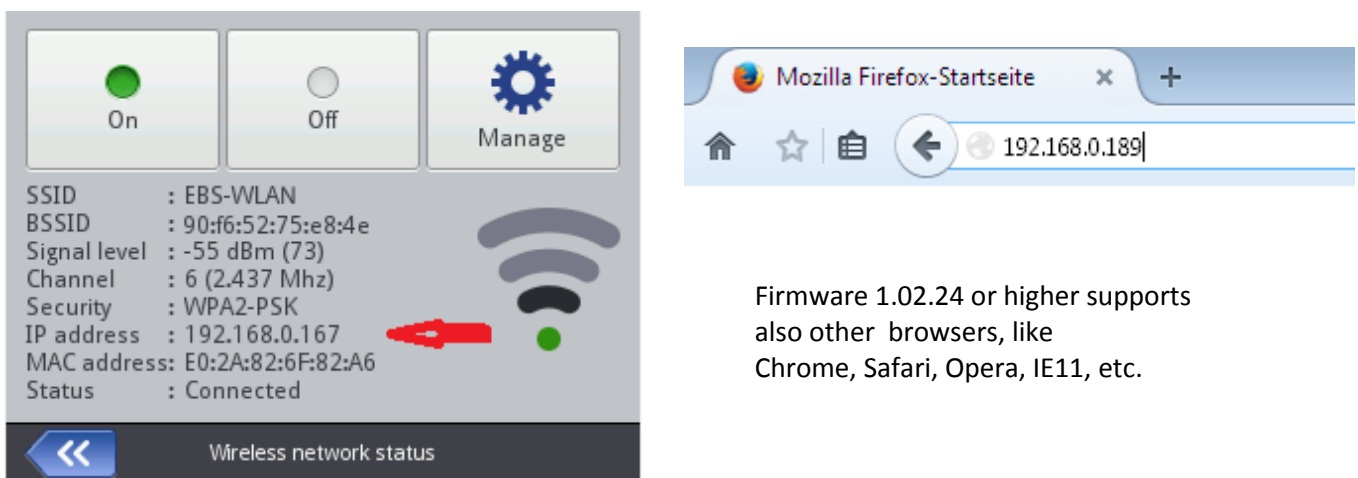 On
Off
Manage
SSID : EBS-WLAN
BSSID : 90:f6:52:75:e8:4e
Signal level : -55 dBm (73)
Channel : 6 (2.437 Mhz)
Security : WPA2-PSK
IP address : 192.168.0.167
MAC address: E0:2A:82:6F:82:A6
Status : Connected
Wireless network status
Mozilla Firefox-Startseite
192.168.0.189
Firmware 1.02.24 or higher supports
also other browsers, like
Chrome, Safari, Opera, IE11, etc.